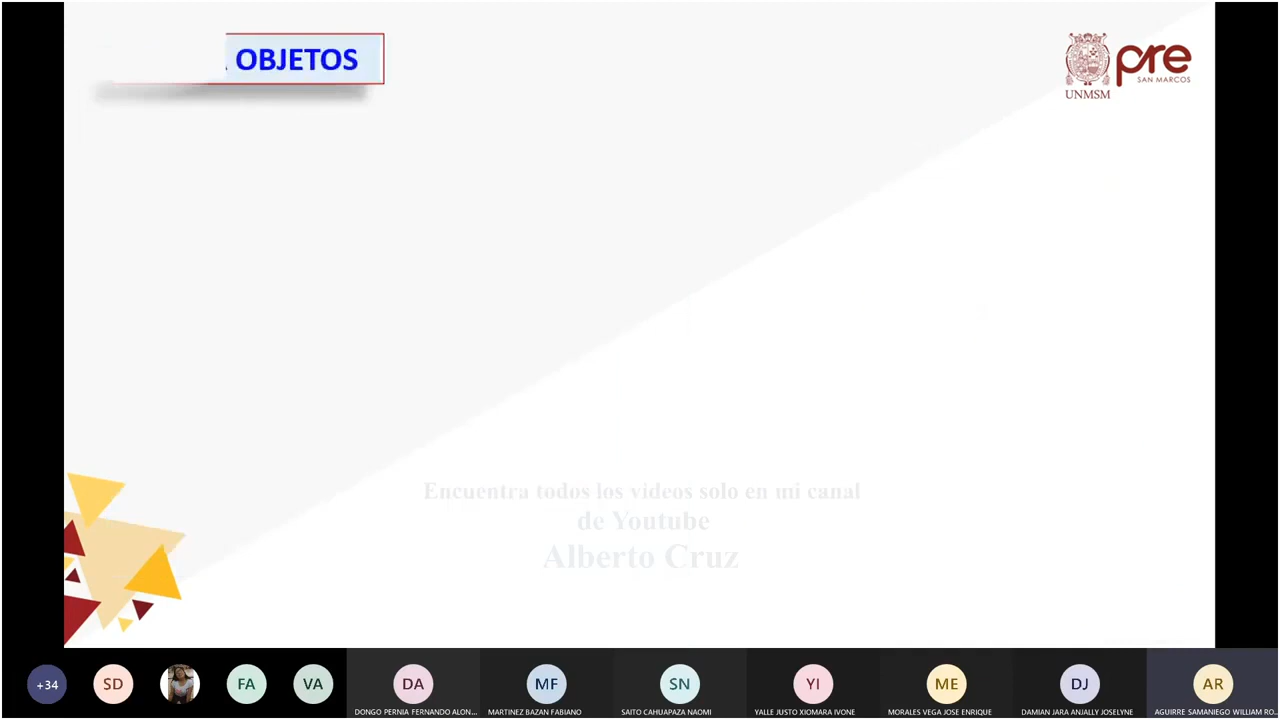 OBJETOS
pre
SAN MARCOS
UNMSM
Encuentra todos los videos solo en mi canal
de Youtube
Alberto Cruz
+34
SD
FA
VA
DA
MF
SN
YI
ME
DJ
AR
DONGO PERNIA FERNANDO ALON...
MARTINEZ BAZAN FABIANO
SAITO CAHUAPAZA NAOMI
YALLE JUSTO XIOMARA IVONE
MORALES VEGA JOSE ENRIQUE
DAMIAN JARA ANJALLY JOSELYNE
AGUIRRE SAMANIEGO WILLIAM RO...